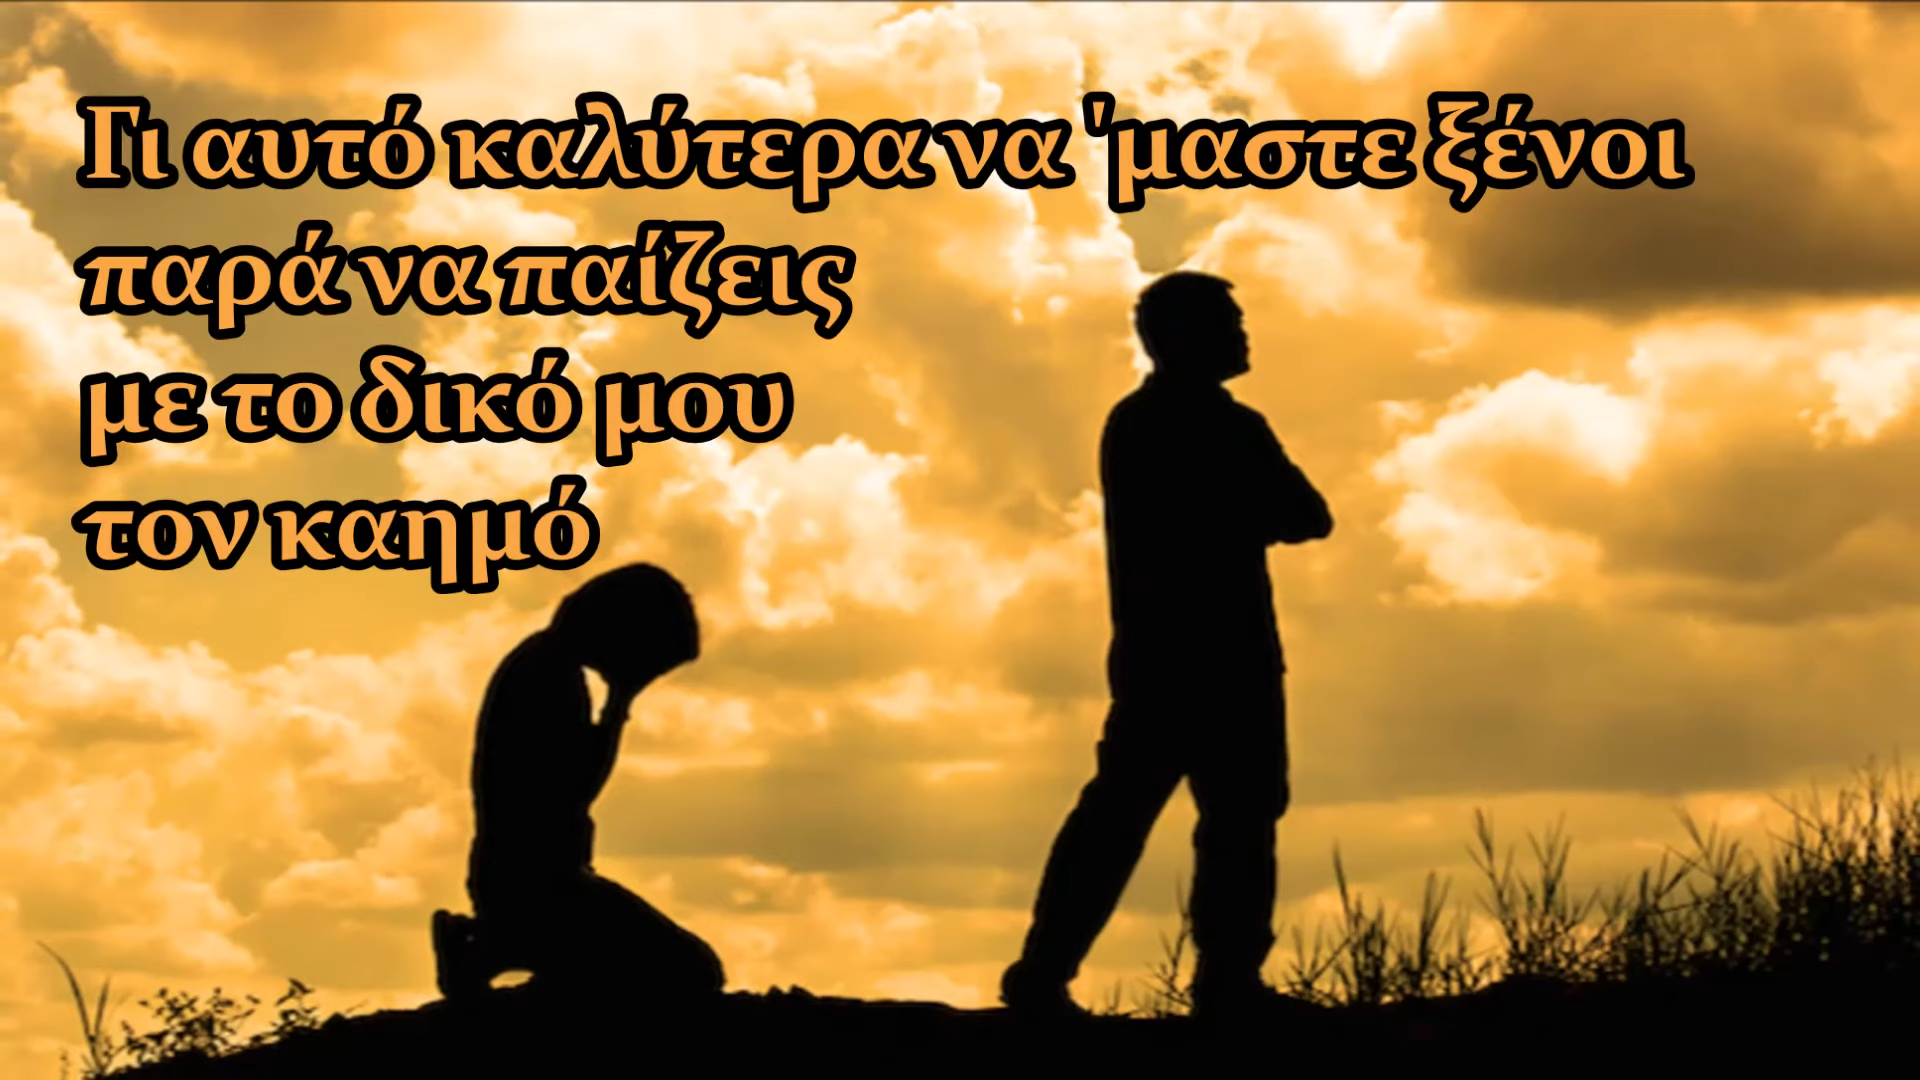 Γι αυτό καλύτερα να 'μαστε ξένοι
παρά να παίζεις
με το δικό μου
τον καημό